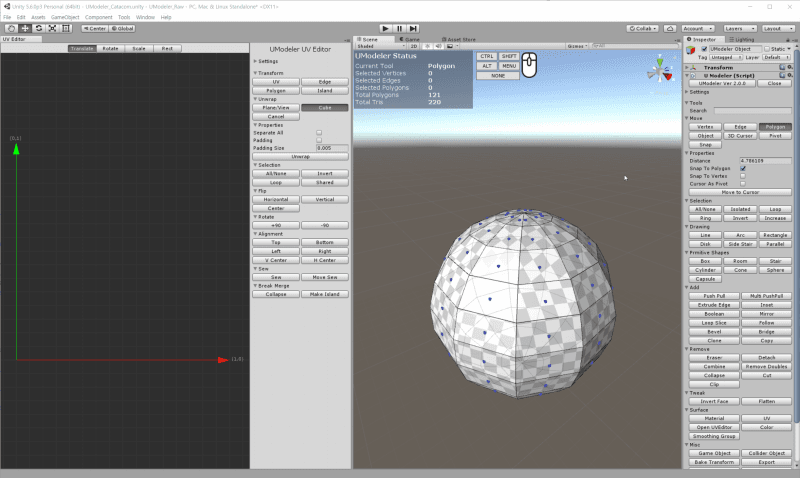 Unity 5.6.6p3 Personal (64bit) - UModeler_Catacom.unity - UModeler_Raw - PC, Mac & Linux Standalone* <DX11>
File Edit Assets GameObject Component Tools Window Help
Center Global Collab Account Layers Layout
UV Editor
Translate Rotate Scale Rect
(0,1)
(1,0)
UModeler UV Editor
Settings
Transform
UV Edge
Polygon Island
Unwrap
Plane/View Cube
Cancel
Properties
Separate All
Padding
Padding Size 0.005
Unwrap
Selection
All/None Invert
Loop Shared
Flip
Horizontal Vertical
Center
Rotate
+90 -90
Alignment
Top Bottom
Left Right
V Center H Center
Sew
Sew Move Sew
Break Merge
Collapse Make Island
Scene Game Asset Store
Shaded 2D Gizmos
UModeler Status
Current Tool Polygon
Selected Vertices 0
Selected Edges 0
Selected Polygons 0
Total Polygons 121
Total Tris 220
CTRL SHIFT
ALT MENU
NONE
Inspector Lighting
UModeler Object Static
Tag Untagged Layer Default
Transform
U Modeler (Script)
UModeler Ver 2.0.0 Close
Settings
Tools
Search
Move
Vertex Edge Polygon
Object 3D Cursor Pivot
Snap
Properties
Distance 4.706109
Snap To Polygon
Snap To Vertex
Cursor As Pivot
Move to Cursor
Selection
All/None Isolated Loop
Ring Invert Increase
Drawing
Line Arc Rectangle
Disk Side Stair Parallel
Primitive Shapes
Box Room Stair
Cylinder Cone Sphere
Capsule
Add
Push Pull Multi PushPull
Extrude Edge Inset
Boolean Mirror
Loop Slice Follow
Bevel Bridge
Clone Copy
Remove
Eraser Detach
Combine Remove Doubles
Collapse Cut
Clip
Tweak
Invert Face Flatten
Surface
Material UV
Open UVEditor Color
Smoothing Group
Misc
Game Object Collider Object
Bake Transform Export